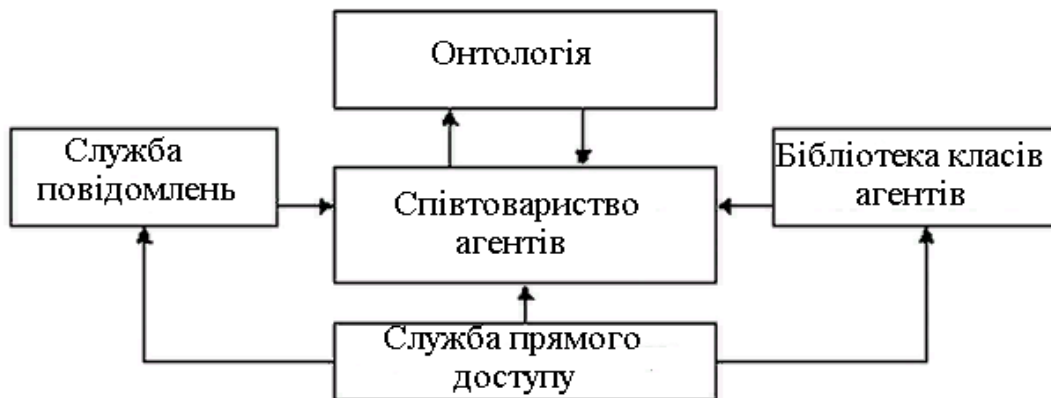 Онтологія
Служба
повідомлень
Співтовариство
агентів
Бібліотека класів
агентів
Служба прямого
доступу